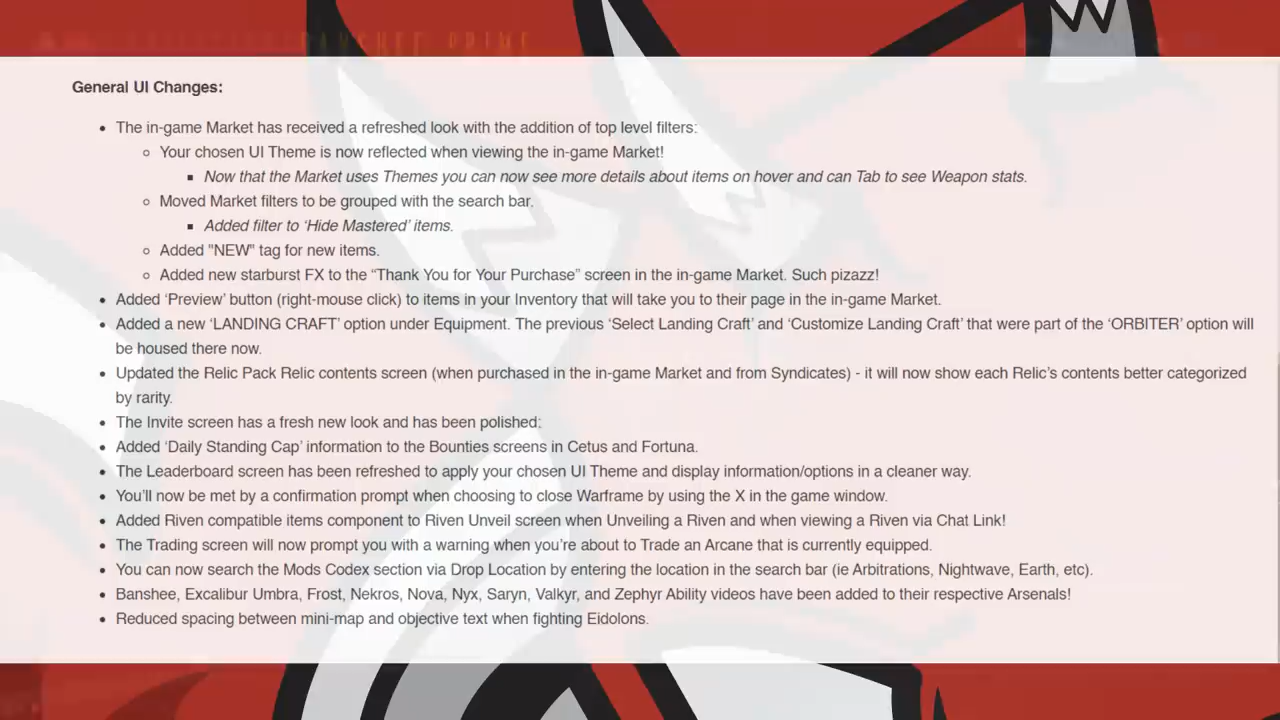 BANSHEE PRIME
General UI Changes:
• The in-game Market has received a refreshed look with the addition of top level filters:
○ Your chosen UI Theme is now reflected when viewing the in-game Market!
▪ Now that the Market uses Themes you can now see more details about items on hover and can Tab to see Weapon stats.
○ Moved Market filters to be grouped with the search bar.
▪ Added filter to ‘Hide Mastered’ items.
○ Added "NEW" tag for new items.
○ Added new starburst FX to the “Thank You for Your Purchase” screen in the in-game Market. Such pizazz!
• Added ‘Preview’ button (right-mouse click) to items in your Inventory that will take you to their page in the in-game Market.
• Added a new ‘LANDING CRAFT’ option under Equipment. The previous ‘Select Landing Craft’ and ‘Customize Landing Craft’ that were part of the ‘ORBITER’ option will
be housed there now.
• Updated the Relic Pack Relic contents screen (when purchased in the in-game Market and from Syndicates) - it will now show each Relic’s contents better categorized
by rarity.
• The Invite screen has a fresh new look and has been polished:
• Added ‘Daily Standing Cap’ information to the Bounties screens in Cetus and Fortuna.
• The Leaderboard screen has been refreshed to apply your chosen UI Theme and display information/options in a cleaner way.
• You’ll now be met by a confirmation prompt when choosing to close Warframe by using the X in the game window.
• Added Riven compatible items component to Riven Unveil screen when Unveiling a Riven and when viewing a Riven via Chat Link!
• The Trading screen will now prompt you with a warning when you’re about to Trade an Arcane that is currently equipped.
• You can now search the Mods Codex section via Drop Location by entering the location in the search bar (ie Arbitrations, Nightwave, Earth, etc).
• Banshee, Excalibur Umbra, Frost, Nekros, Nova, Nyx, Saryn, Valkyr, and Zephyr Ability videos have been added to their respective Arsenals!
• Reduced spacing between mini-map and objective text when fighting Eidolons.